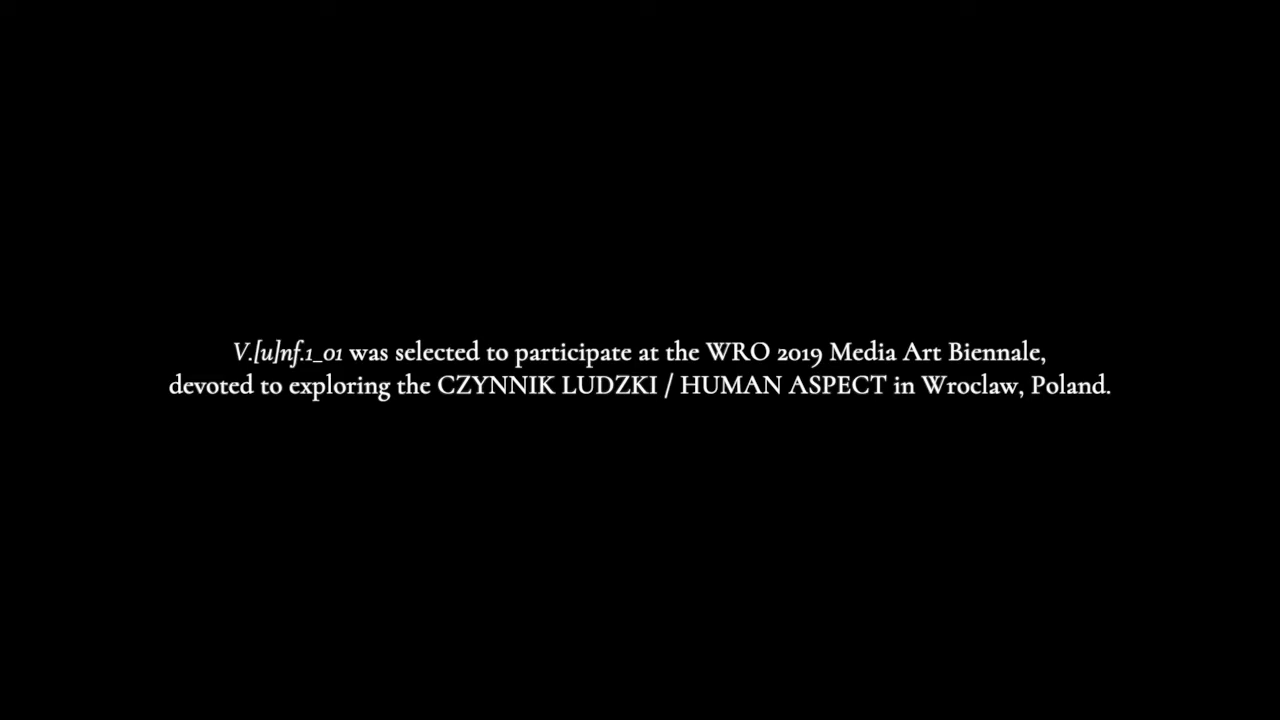 V.[u]nf.1_01 was selected to participate at the WRO 2019 Media Art Biennale,
devoted to exploring the CZYNNIK LUDZKI / HUMAN ASPECT in Wroclaw, Poland.